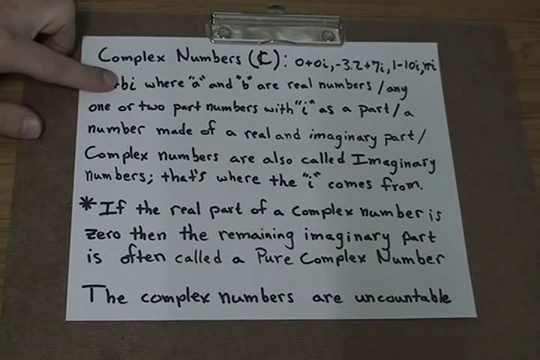 Complex Numbers (ℂ): 0+0i, -3.2+7i, 1-10i, πi
+bi where "a" and "b" are real numbers / any
one or two part numbers with "i" as a part / a
number made of a real and imaginary part /
Complex numbers are also called Imaginary
numbers; that's where the "i" comes from.
*If the real part of a complex number is
zero then the remaining imaginary part
is often called a Pure Complex Number
The complex numbers are uncountable